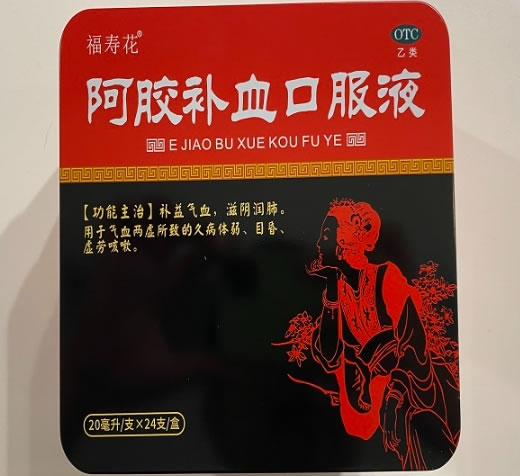 福寿花®
OTC
乙类
阿胶补血口服液
E JIAO BU XUE KOU FU YE
【功能主治】补益气血，滋阴润肺。
用于气血两虚所致的久病体弱、目昏、
虚劳咳嗽。
20毫升/支×24支/盒